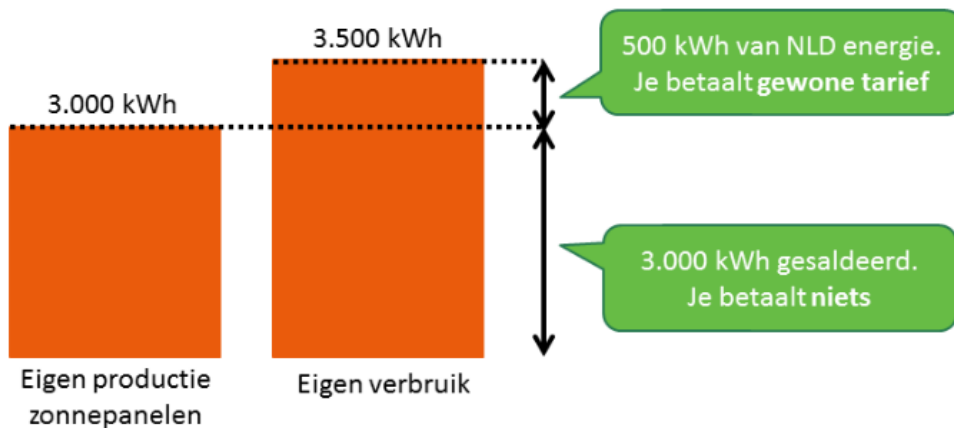 3.500 kWh
3.000 kWh
500 kWh van NLD energie.
Je betaalt gewone tarief
3.000 kWh gesaldeerd.
Je betaalt niets
Eigen productie
zonnepanelen
Eigen verbruik